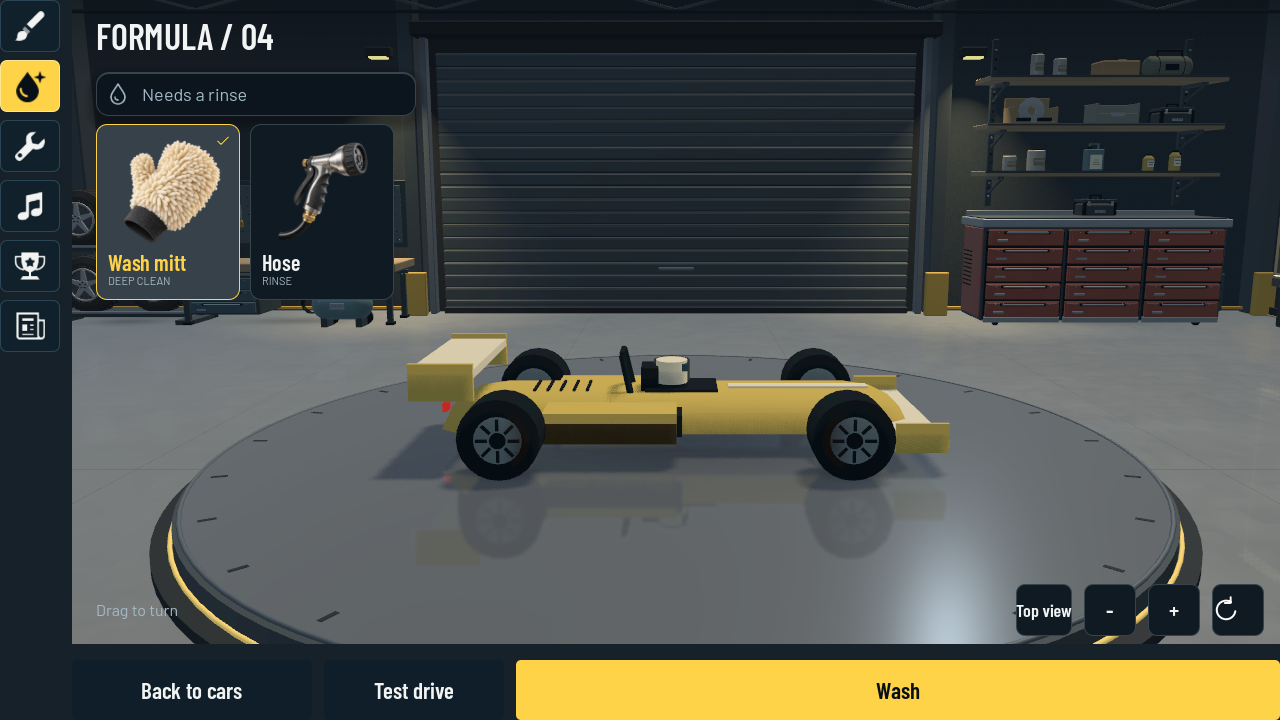 FORMULA / 04
Needs a rinse
Wash mitt
DEEP CLEAN
Hose
RINSE
Drag to turn
Top view
-
+
Back to cars
Test drive
Wash